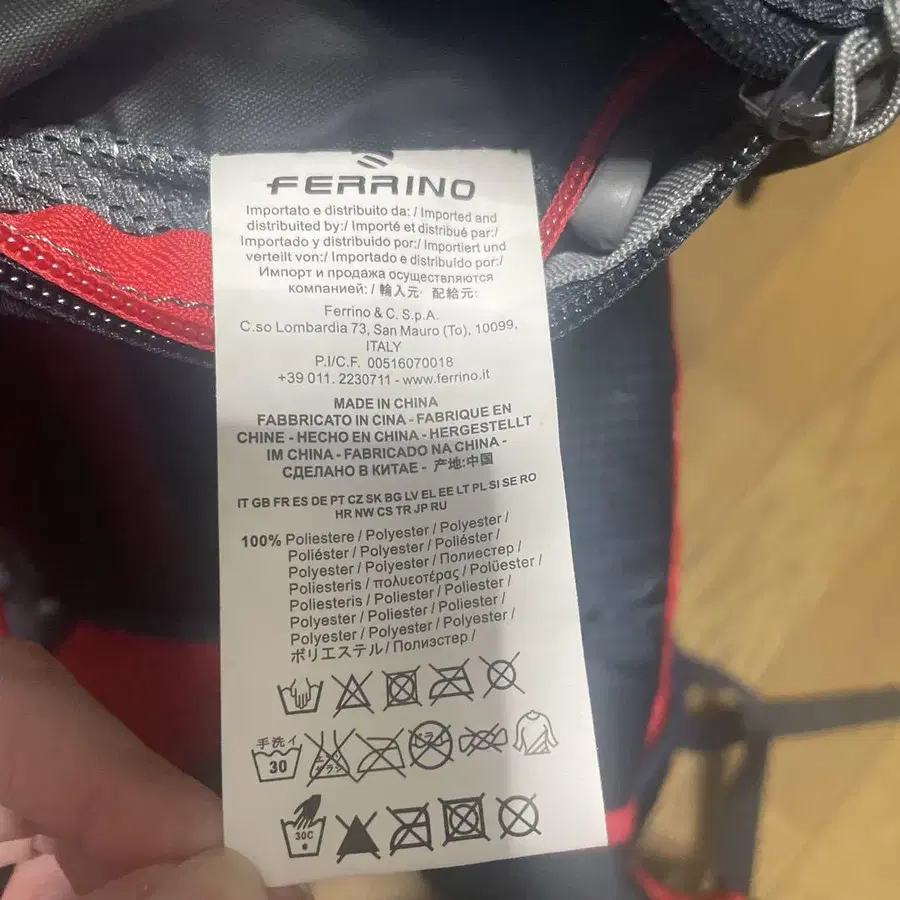 FERRINO
Importato e distribuito da: / Imported and
distribuited by:/ Importé et distribué par:/
Importado y distribuido por:/ Importiert und
verteilt von:/ Importado e distribuído por:/
Импорт и продажа осуществляются
компанией: / 輸入元· 配給元:
Ferrino & C. S.p.A.
C.so Lombardia 73, San Mauro (To), 10099,
ITALY
P.I/C.F. 00516070018
+39 011. 2230711 - www.ferrino.it
MADE IN CHINA
FABBRICATO IN CINA - FABRIQUE EN
CHINE - HECHO EN CHINA - HERGESTELLT
IM CHINA - FABRICADO NA CHINA -
СДЕЛАНО В КИТАЕ - 产地:中国
IT GB FR ES DE PT CZ SK BG LV EL EE LT PL SI SE RO
HR NW CS TR JP RU
100% Poliestere / Polyester / Polyester /
Poliéster / Polyester / Poliéster /
Polyester / Polyester / Полиестер /
Poliesteris / πολυεοτέρας / Polüester /
Poliesteris / Poliester / Poliester /
Polyester / Poliester / Poliester /
Polyester / Polyester / Polyester /
ポリエステル / Полиэстер /
手洗イ
30
30C